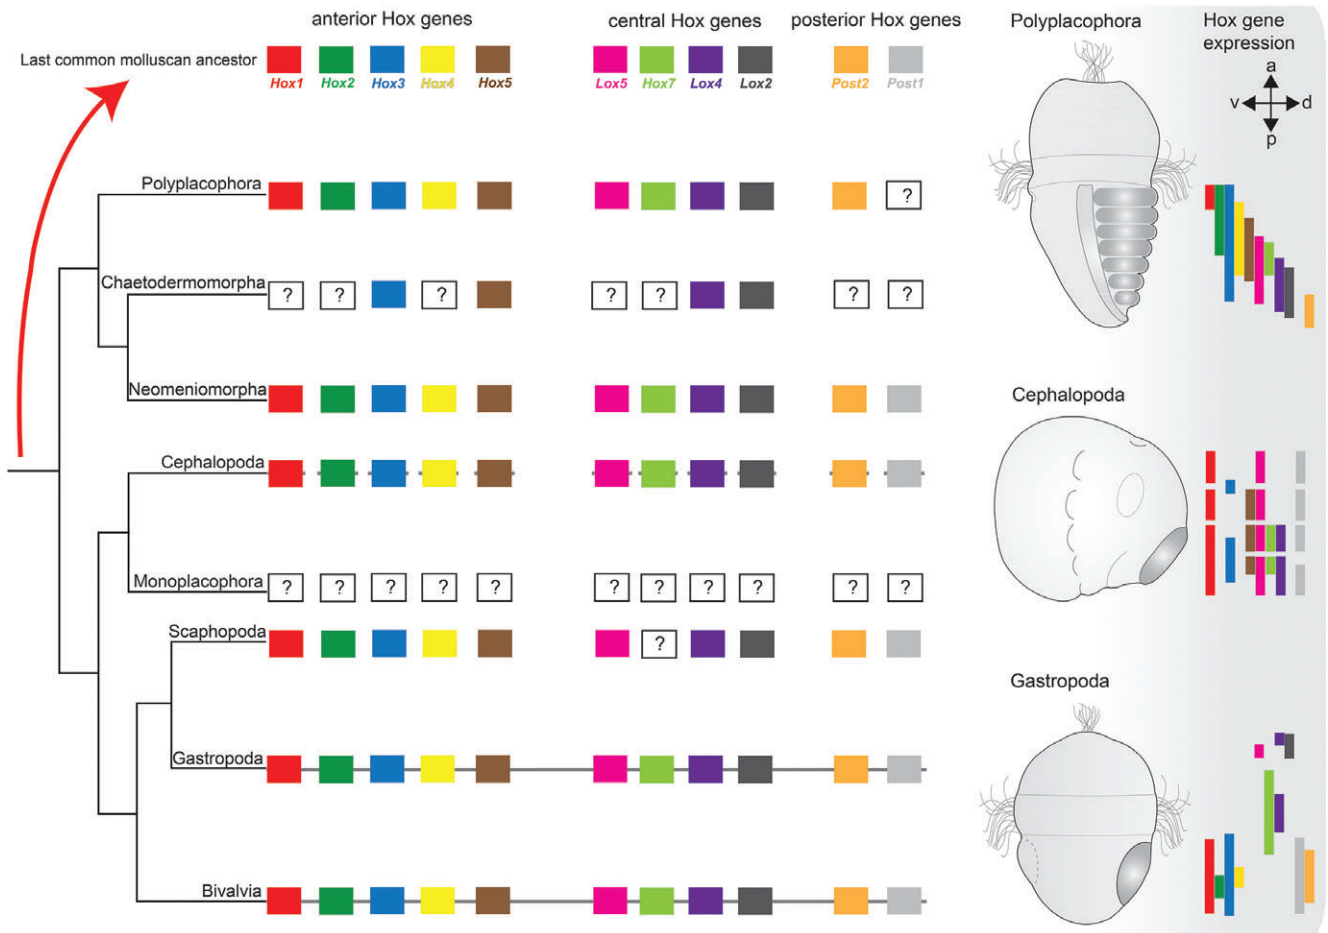 anterior Hox genes
central Hox genes
posterior Hox genes
Polyplacophora
Hox gene
expression
Last common molluscan ancestor
Hox1 Hox2 Hox3 Hox4 Hox5 Lox5 Hox7 Lox4 Lox2 Post2 Post1
a
v d
p
Polyplacophora
?
Chaetodermomorpha
? ? ? ? ? ? ?
Neomeniomorpha
Cephalopoda
Cephalopoda
Monoplacophora
? ? ? ? ? ? ? ? ? ? ?
Scaphopoda
?
Gastropoda
Gastropoda
Bivalvia